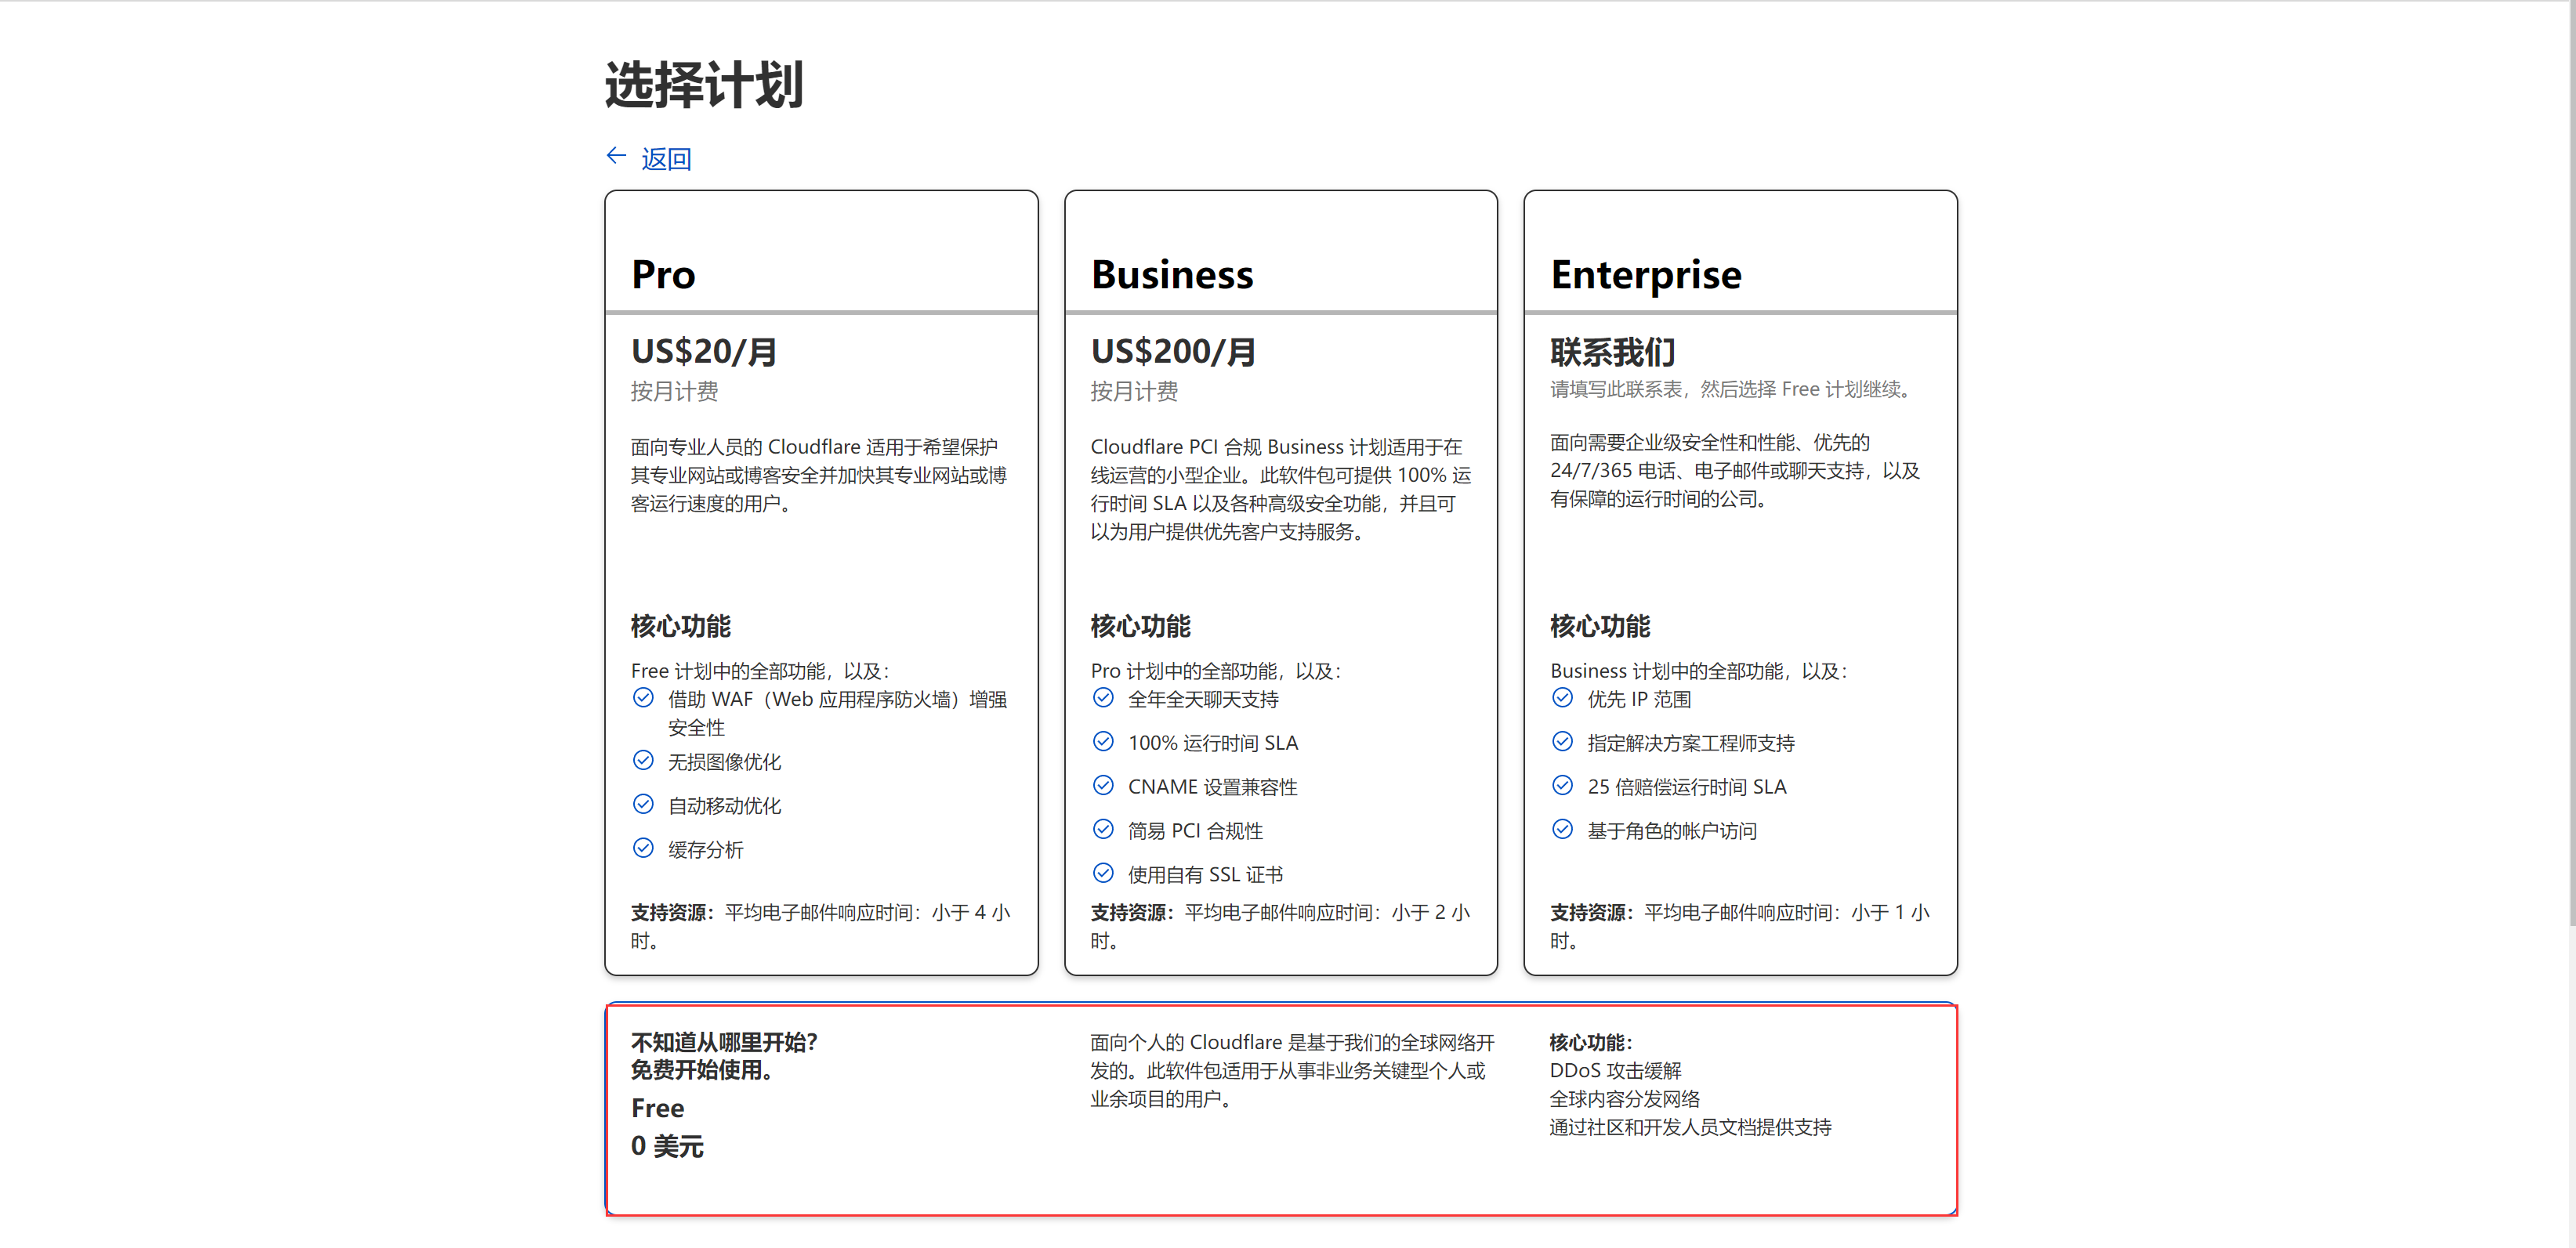 选择计划
返回
Pro
US$20/月
按月计费
面向专业人员的 Cloudflare 适用于希望保护
其专业网站或博客安全并加快其专业网站或博
客运行速度的用户。
核心功能
Free 计划中的全部功能，以及：
借助 WAF（Web 应用程序防火墙）增强
安全性
无损图像优化
自动移动优化
缓存分析
支持资源：平均电子邮件响应时间：小于 4 小
时。
Business
US$200/月
按月计费
Cloudflare PCI 合规 Business 计划适用于在
线运营的小型企业。此软件包可提供 100% 运
行时间 SLA 以及各种高级安全功能，并且可
以为用户提供优先客户支持服务。
核心功能
Pro 计划中的全部功能，以及：
全年全天聊天支持
100% 运行时间 SLA
CNAME 设置兼容性
简易 PCI 合规性
使用自有 SSL 证书
支持资源：平均电子邮件响应时间：小于 2 小
时。
Enterprise
联系我们
请填写此联系表，然后选择 Free 计划继续。
面向需要企业级安全性和性能、优先的
24/7/365 电话、电子邮件或聊天支持，以及
有保障的运行时间的公司。
核心功能
Business 计划中的全部功能，以及：
优先 IP 范围
指定解决方案工程师支持
25 倍赔偿运行时间 SLA
基于角色的帐户访问
支持资源：平均电子邮件响应时间：小于 1 小
时。
不知道从哪里开始？
免费开始使用。
Free
0 美元
面向个人的 Cloudflare 是基于我们的全球网络开
发的。此软件包适用于从事非业务关键型个人或
业余项目的用户。
核心功能：
DDoS 攻击缓解
全球内容分发网络
通过社区和开发人员文档提供支持